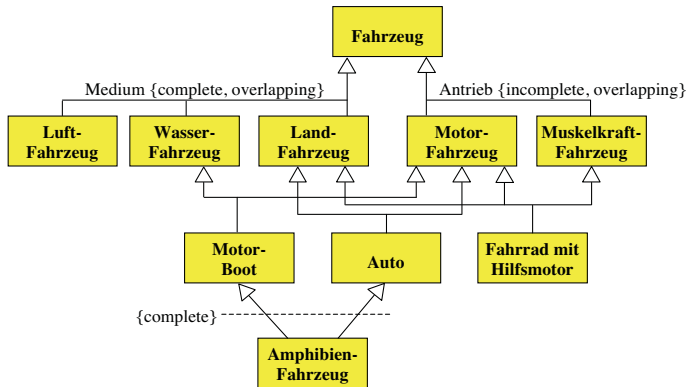 Fahrzeug
Medium {complete, overlapping}
Antrieb {incomplete, overlapping}
Luft-
Fahrzeug
Wasser-
Fahrzeug
Land-
Fahrzeug
Motor-
Fahrzeug
Muskelkraft-
Fahrzeug
Motor-
Boot
Auto
Fahrrad mit
Hilfsmotor
{complete}
Amphibien-
Fahrzeug